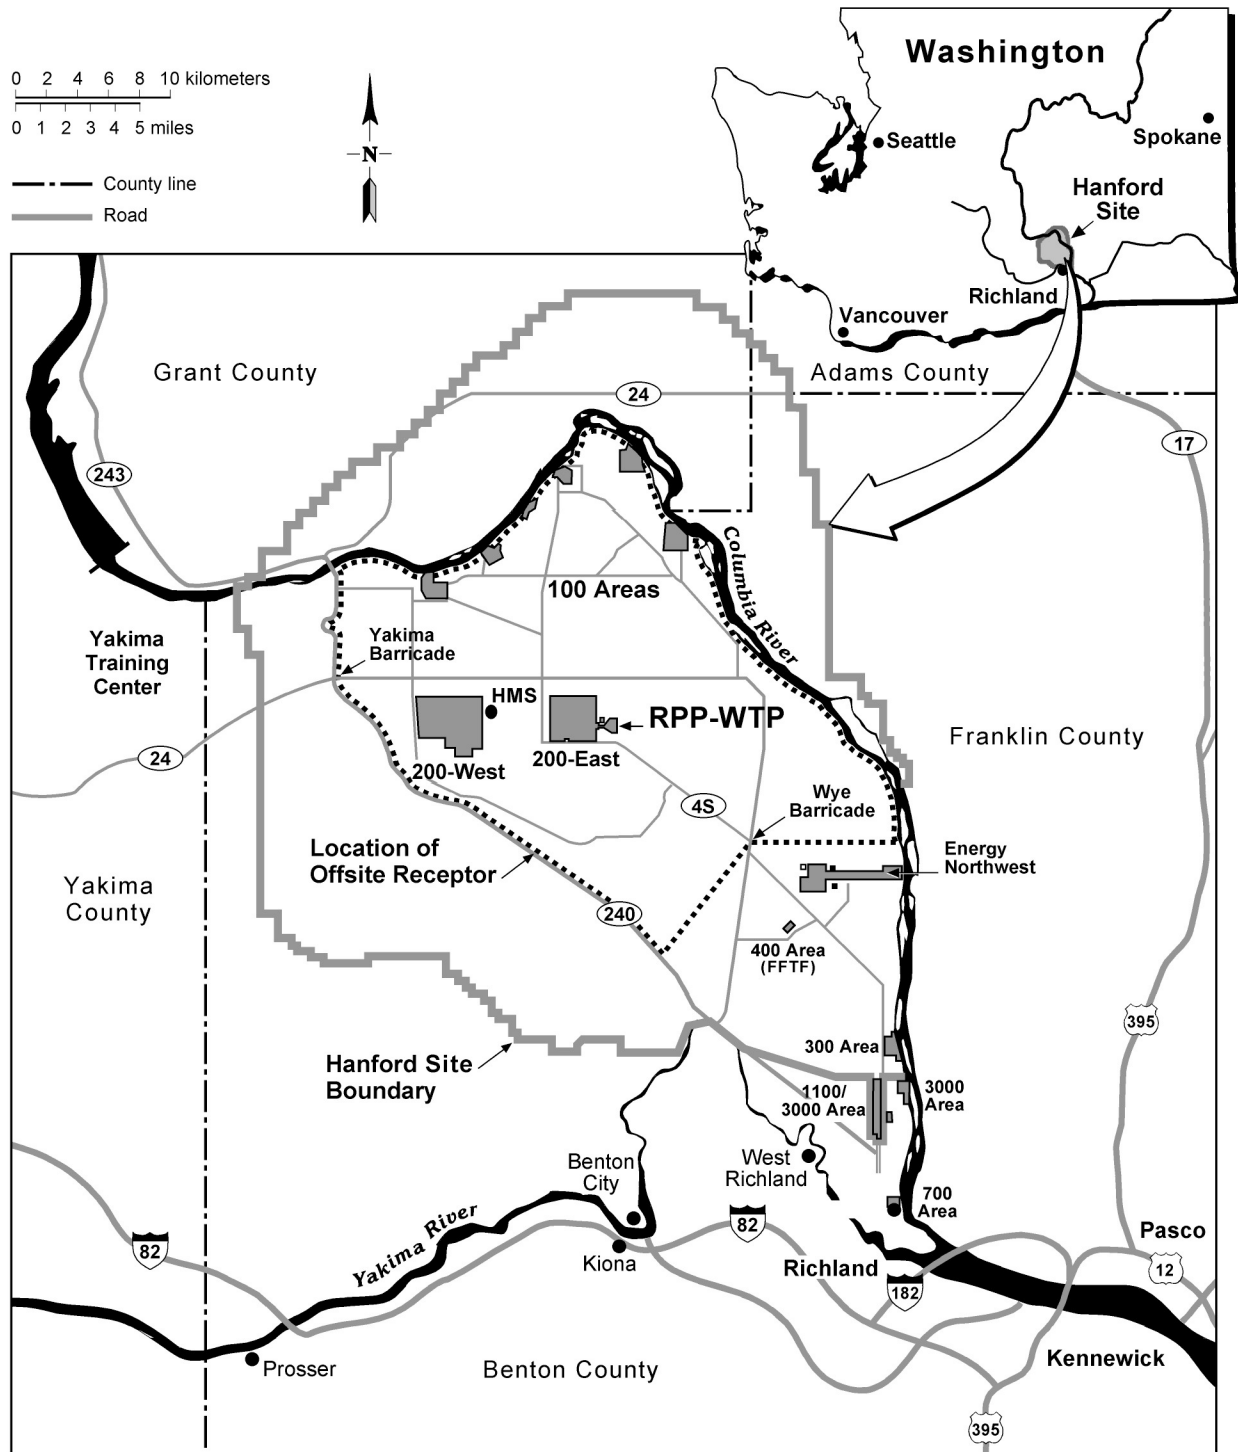 Washington
0 2 4 6 8 10 kilometers
0 1 2 3 4 5 miles
N
County line
Road
Seattle
Spokane
Hanford
Site
Richland
Vancouver
Grant County
Adams County
24
17
243
Columbia River
100 Areas
Yakima
Training
Center
Yakima
Barricade
HMS
RPP-WTP
200-West
200-East
24
Franklin County
4S
Wye
Barricade
Location of
Offsite Receptor
Energy
Northwest
Yakima
County
240
400 Area
(FFTF)
395
300 Area
Hanford Site
Boundary
1100/
3000 Area
3000
Area
Benton
City
West
Richland
700
Area
Yakima River
82
82
Kiona
Richland
182
Pasco
12
Prosser
Benton County
Kennewick
395